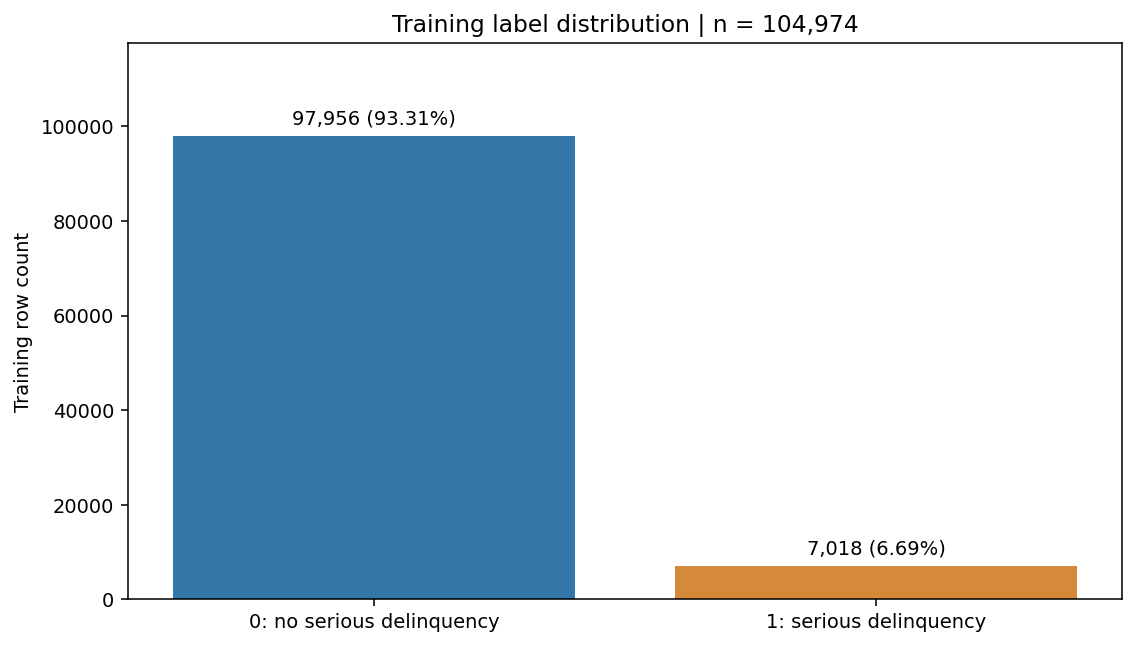 Training label distribution | n = 104,974
Training row count
100000
80000
60000
40000
20000
0
97,956 (93.31%)
7,018 (6.69%)
0: no serious delinquency
1: serious delinquency